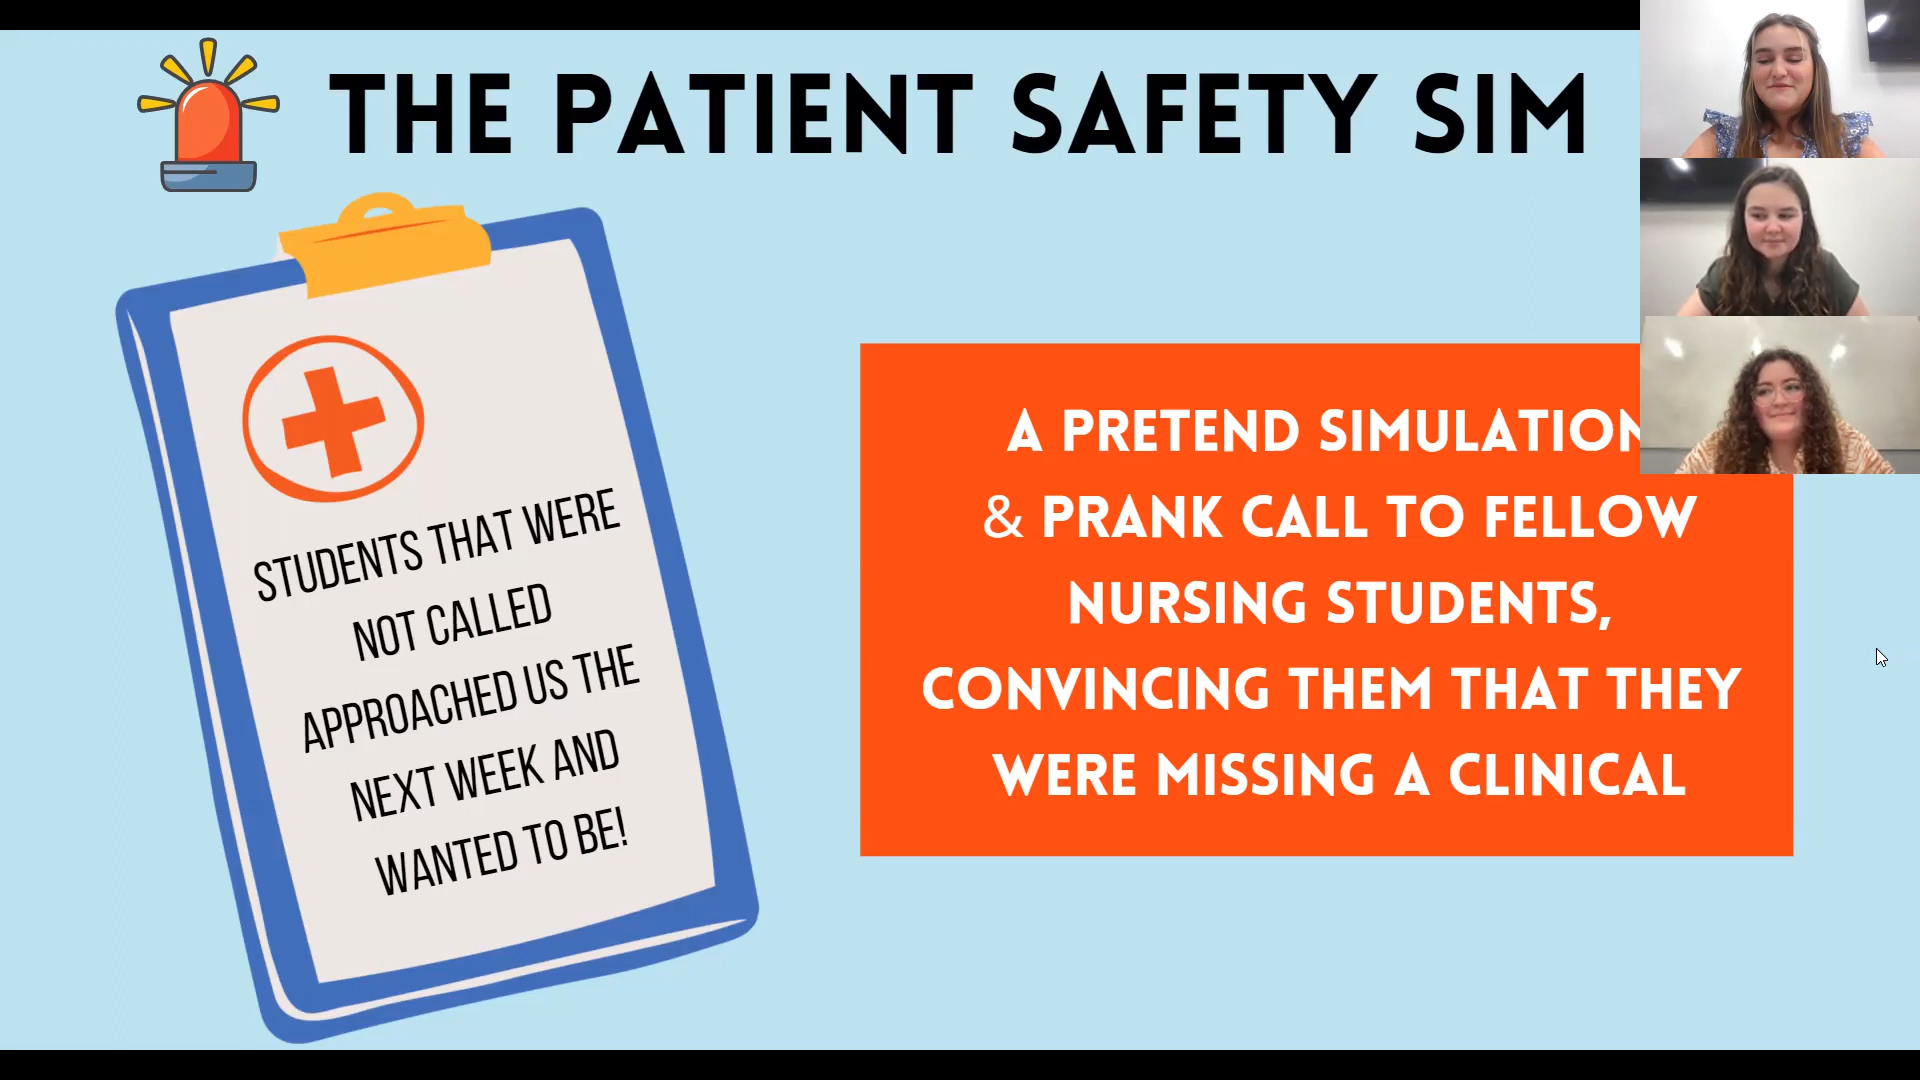 THE PATIENT SAFETY SIM
STUDENTS THAT WERE
NOT CALLED
APPROACHED US THE
NEXT WEEK AND
WANTED TO BE!
A PRETEND SIMULATION
& PRANK CALL TO FELLOW
NURSING STUDENTS,
CONVINCING THEM THAT THEY
WERE MISSING A CLINICAL